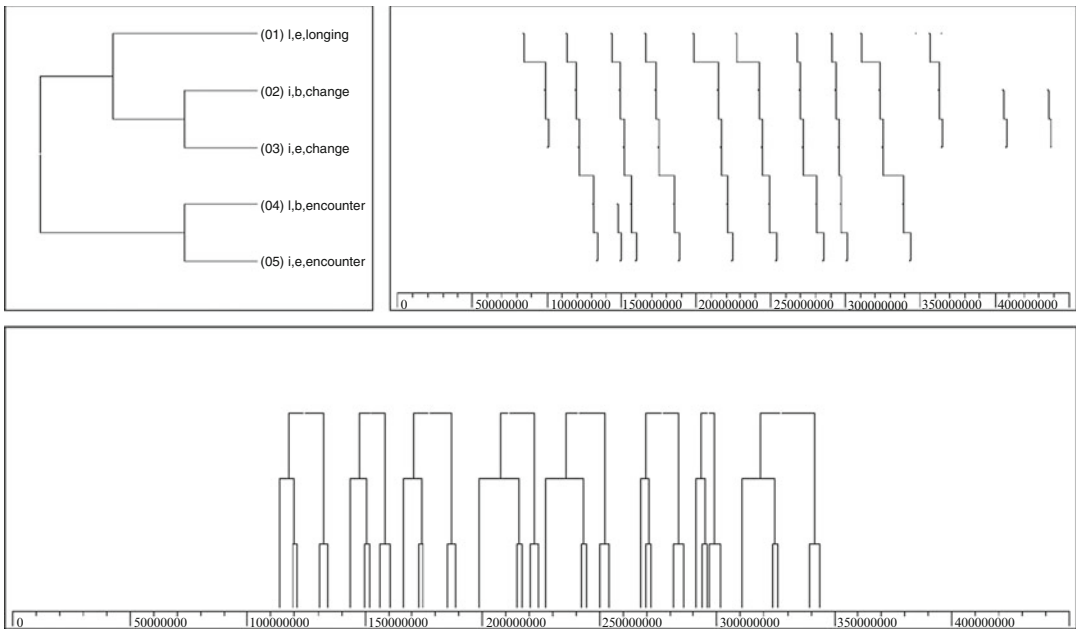 (01) l,e,longing
(02) i,b,change
(03) i,e,change
(04) l,b,encounter
(05) i,e,encounter
0 50000000 100000000 150000000 200000000 250000000 300000000 350000000 400000000
0 50000000 100000000 150000000 200000000 250000000 300000000 350000000 400000000